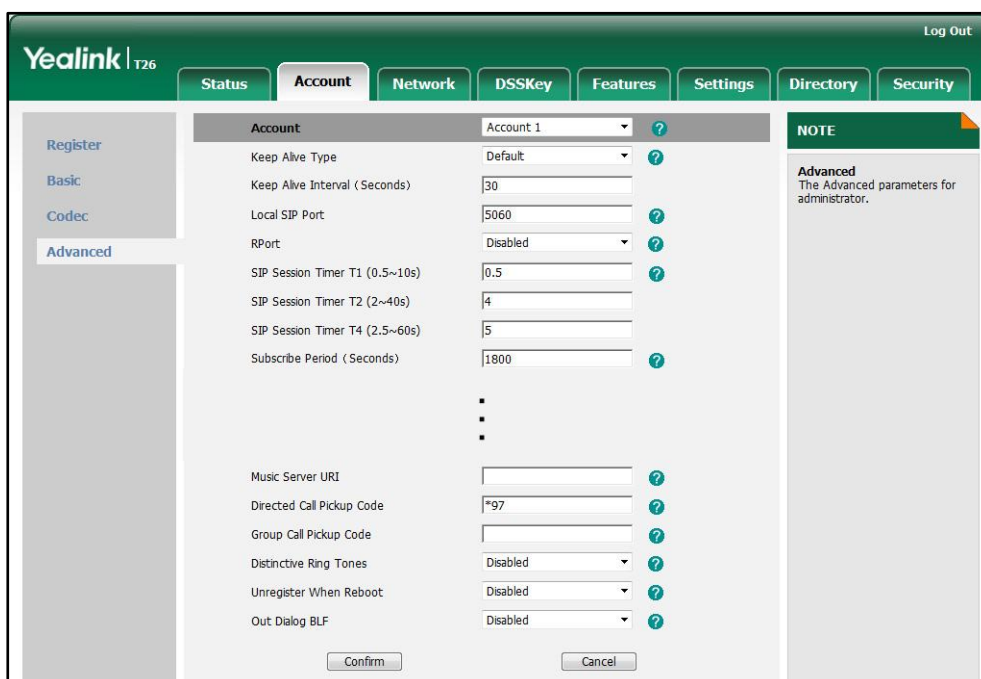 Log Out
Yealink T26
Status Account Network DSSKey Features Settings Directory Security
Register
Basic
Codec
Advanced
Account Account 1
Keep Alive Type Default
Keep Alive Interval (Seconds) 30
Local SIP Port 5060
RPort Disabled
SIP Session Timer T1 (0.5~10s) 0.5
SIP Session Timer T2 (2~40s) 4
SIP Session Timer T4 (2.5~60s) 5
Subscribe Period (Seconds) 1800
Music Server URI
Directed Call Pickup Code *97
Group Call Pickup Code
Distinctive Ring Tones Disabled
Unregister When Reboot Disabled
Out Dialog BLF Disabled
Confirm Cancel
NOTE
Advanced
The Advanced parameters for
administrator.